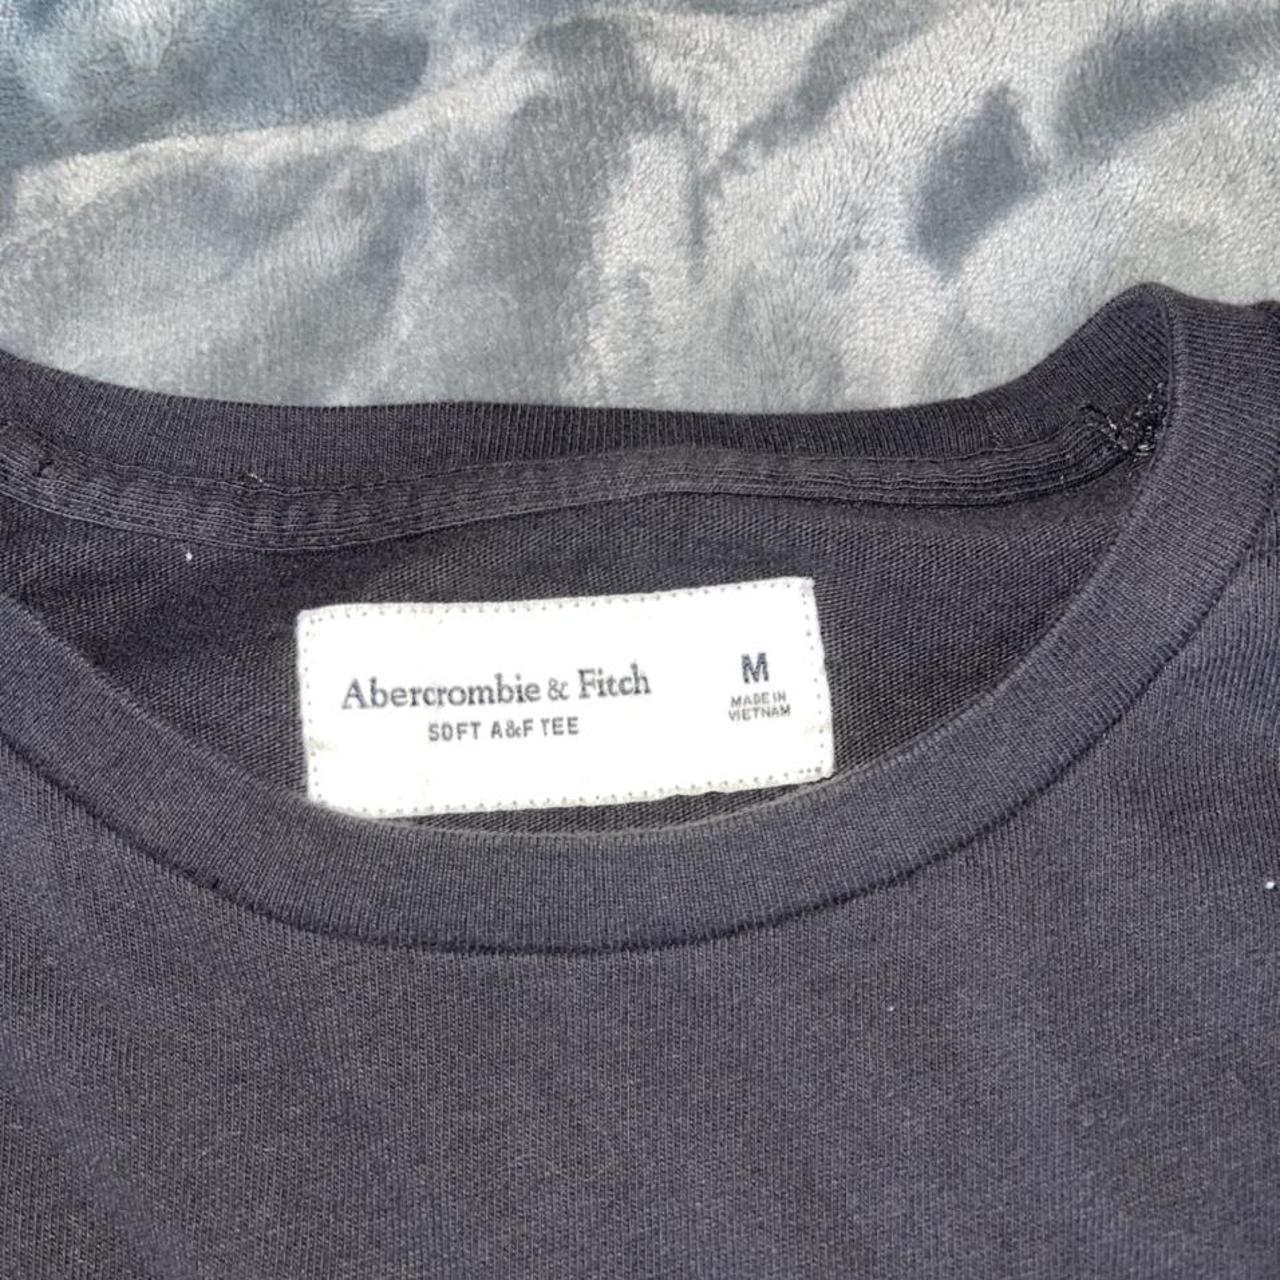 Abercrombie & Fitch
SOFT A&F TEE
M
MADE IN
VIETNAM